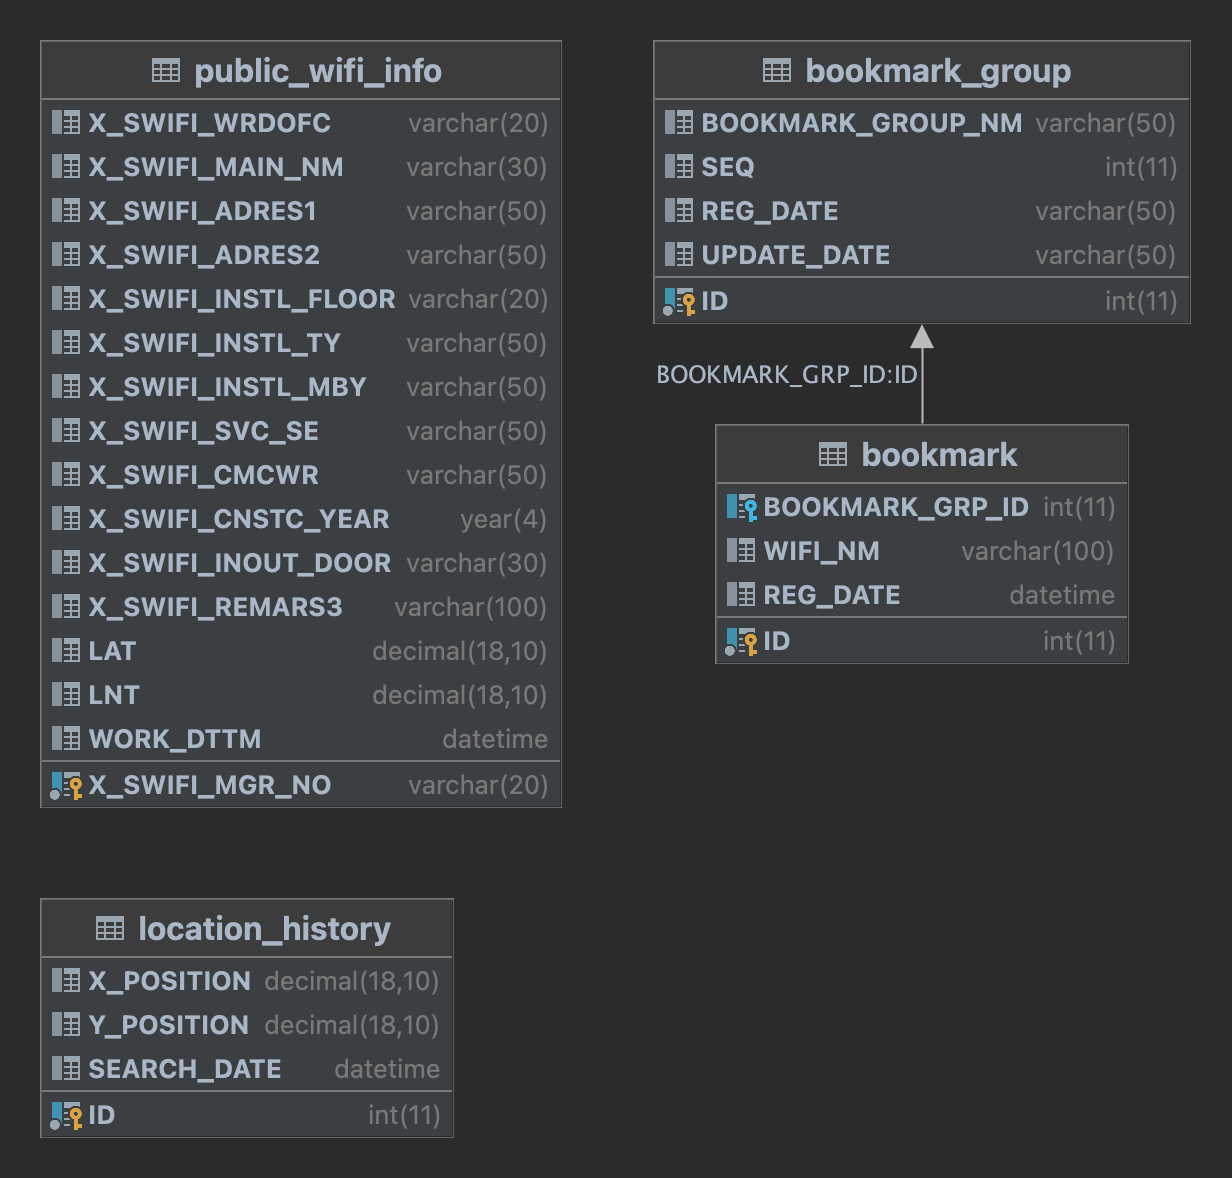 public_wifi_info
X_SWIFI_WRDOFC varchar(20)
X_SWIFI_MAIN_NM varchar(30)
X_SWIFI_ADRES1 varchar(50)
X_SWIFI_ADRES2 varchar(50)
X_SWIFI_INSTL_FLOOR varchar(20)
X_SWIFI_INSTL_TY varchar(50)
X_SWIFI_INSTL_MBY varchar(50)
X_SWIFI_SVC_SE varchar(50)
X_SWIFI_CMCWR varchar(50)
X_SWIFI_CNSTC_YEAR year(4)
X_SWIFI_INOUT_DOOR varchar(30)
X_SWIFI_REMARS3 varchar(100)
LAT decimal(18,10)
LNT decimal(18,10)
WORK_DTTM datetime
X_SWIFI_MGR_NO varchar(20)
bookmark_group
BOOKMARK_GROUP_NM varchar(50)
SEQ int(11)
REG_DATE varchar(50)
UPDATE_DATE varchar(50)
ID int(11)
BOOKMARK_GRP_ID:ID
bookmark
BOOKMARK_GRP_ID int(11)
WIFI_NM varchar(100)
REG_DATE datetime
ID int(11)
location_history
X_POSITION decimal(18,10)
Y_POSITION decimal(18,10)
SEARCH_DATE datetime
ID int(11)